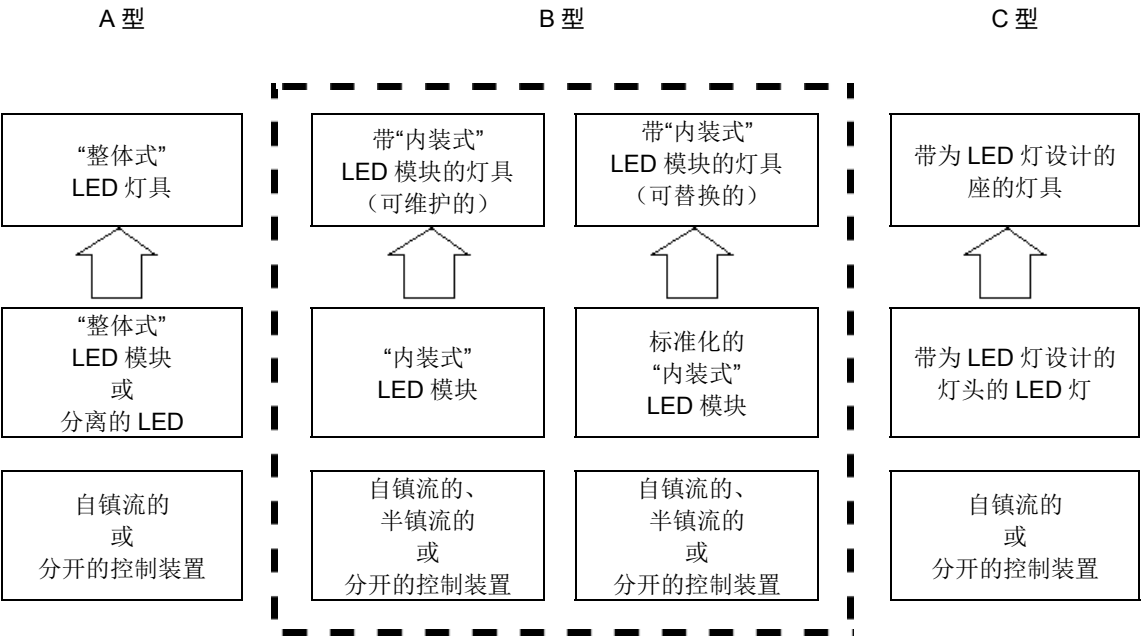 A 型
B 型
C 型
“整体式”
LED 灯具
带“内装式”
LED 模块的灯具
（可维护的）
带“内装式”
LED 模块的灯具
（可替换的）
带为 LED 灯设计的
座的灯具
“整体式”
LED 模块
或
分离的 LED
“内装式”
LED 模块
标准化的
“内装式”
LED 模块
带为 LED 灯设计的
灯头的 LED 灯
自镇流的
或
分开的控制装置
自镇流的、
半镇流的
或
分开的控制装置
自镇流的、
半镇流的
或
分开的控制装置
自镇流的
或
分开的控制装置